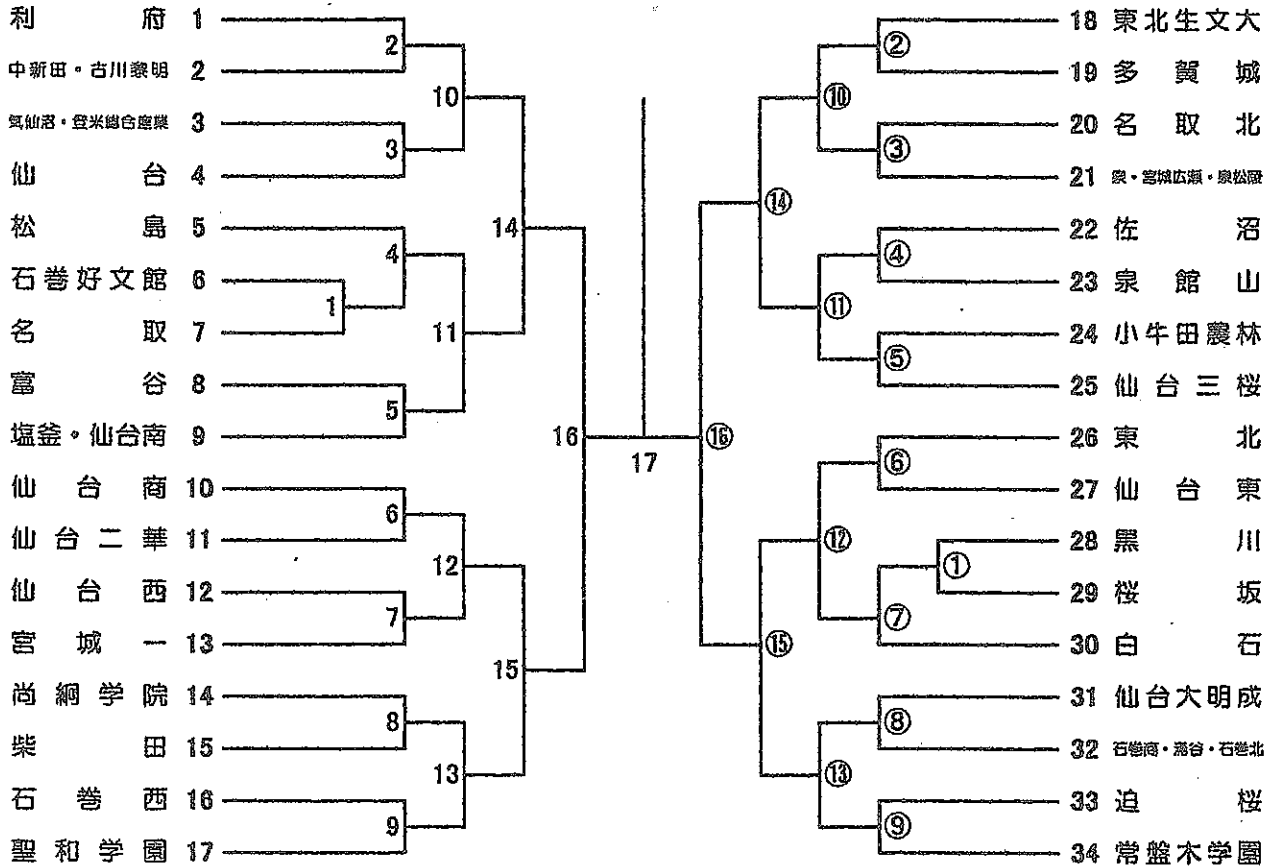 利府 1
中新田・古川黎明 2
気仙沼・登米総合産業 3
仙台 4
松島 5
石巻好文館 6
名取 7
富谷 8
塩釜・仙台南 9
仙台商 10
仙台二華 11
仙台西 12
宮城一 13
尚絅学院 14
柴田 15
石巻西 16
聖和学園 17
2
3
4
1
5
6
7
8
9
10
11
12
13
14
15
16
17
⑯
⑭
⑮
⑩
⑪
⑫
⑬
②
③
④
⑤
⑥
①
⑦
⑧
⑨
18 東北生文大
19 多賀城
20 名取北
21 泉・宮城広瀬・泉松陵
22 佐沼
23 泉館山
24 小牛田農林
25 仙台三桜
26 東北
27 仙台東
28 黒川
29 桜坂
30 白石
31 仙台大明成
32 石巻商・涌谷・石巻北
33 迫桜
34 常盤木学園